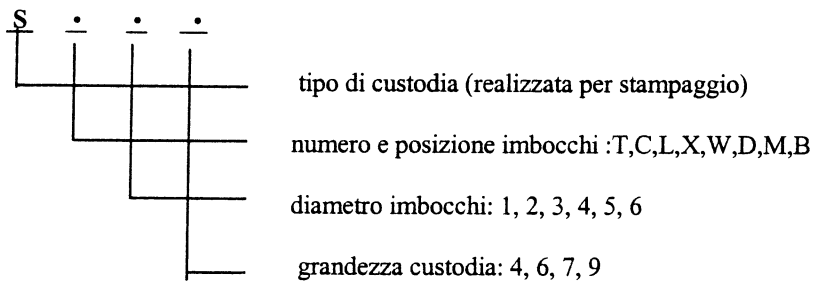 S . . .
tipo di custodia (realizzata per stampaggio)
numero e posizione imbocchi :T,C,L,X,W,D,M,B
diametro imbocchi: 1, 2, 3, 4, 5, 6
grandezza custodia: 4, 6, 7, 9